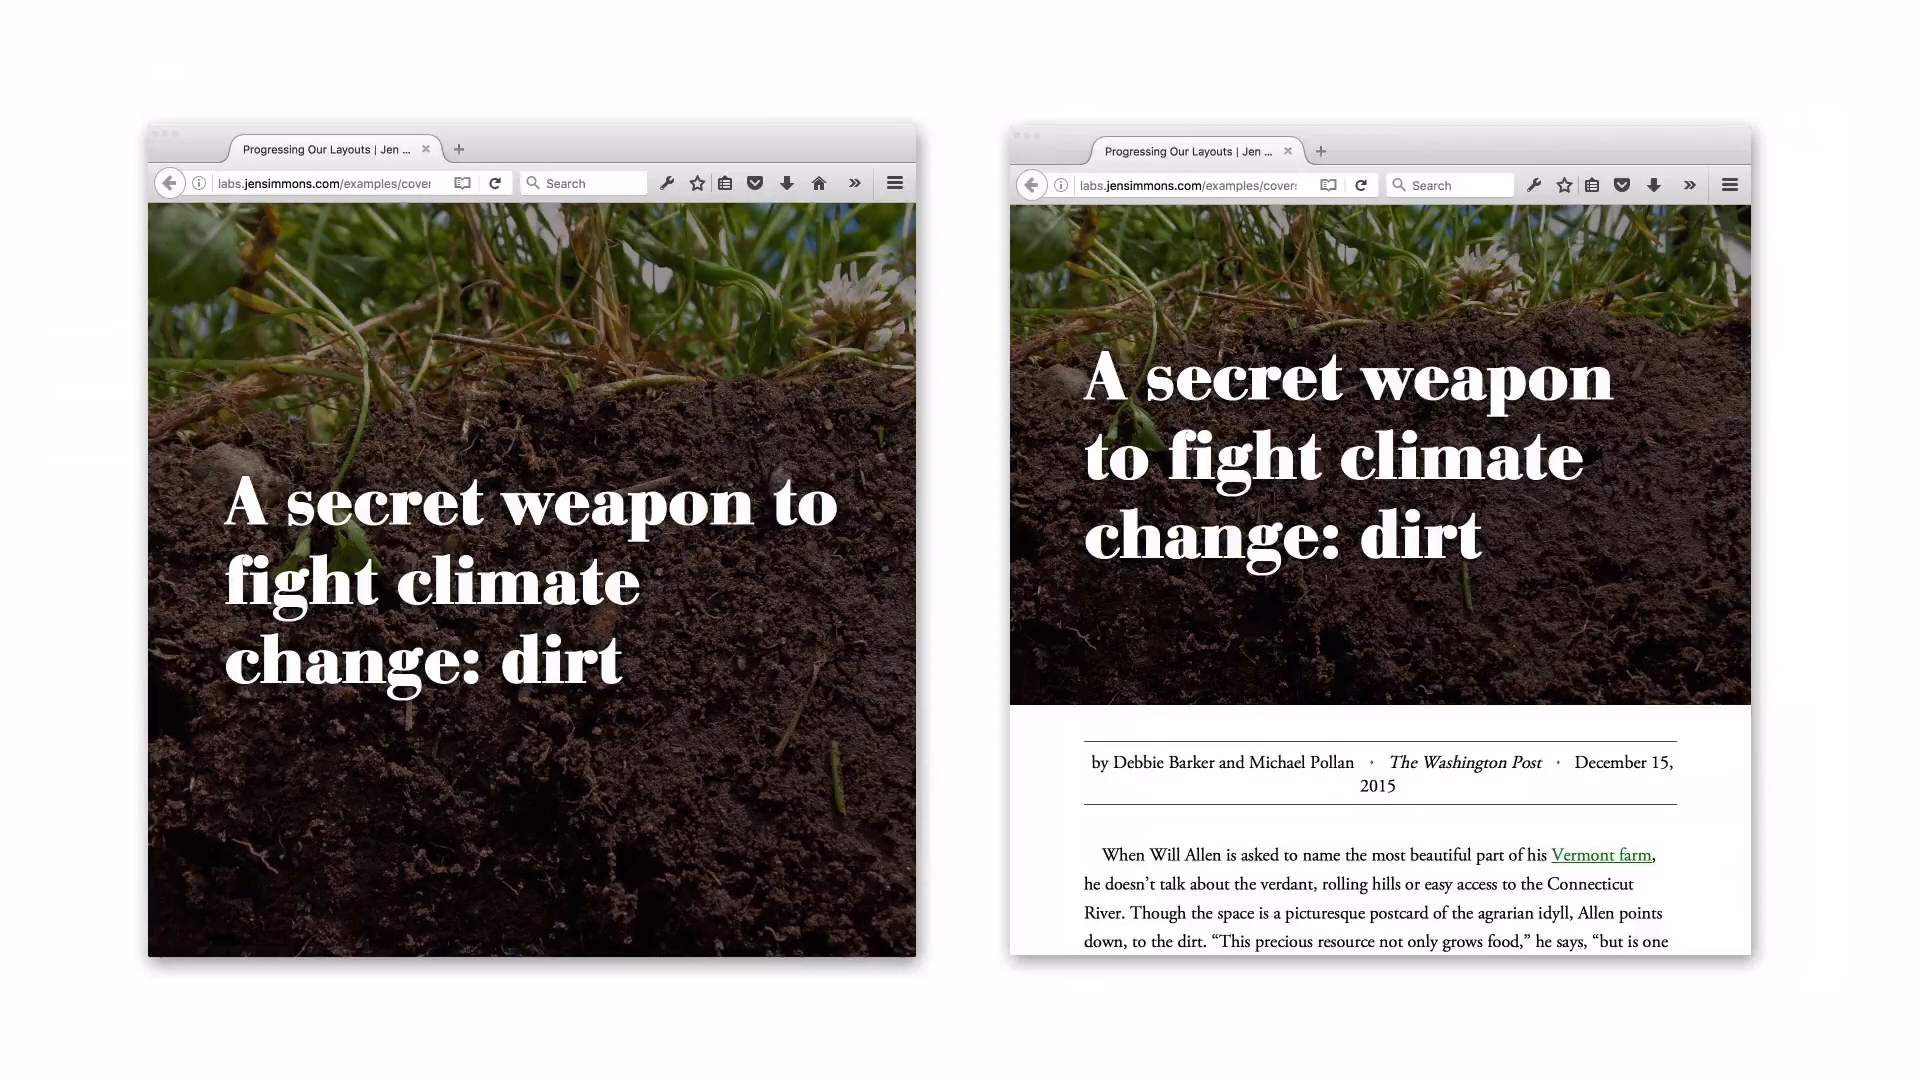 Progressing Our Layouts | Jen ...
labs.jensimmons.com/examples/cover
Search
A secret weapon to
fight climate
change: dirt
Progressing Our Layouts | Jen ...
labs.jensimmons.com/examples/cover
Search
A secret weapon
to fight climate
change: dirt
by Debbie Barker and Michael Pollan · The Washington Post · December 15,
2015
When Will Allen is asked to name the most beautiful part of his Vermont farm,
he doesn’t talk about the verdant, rolling hills or easy access to the Connecticut
River. Though the space is a picturesque postcard of the agrarian idyll, Allen points
down, to the dirt. “This precious resource not only grows food,” he says, “but is one